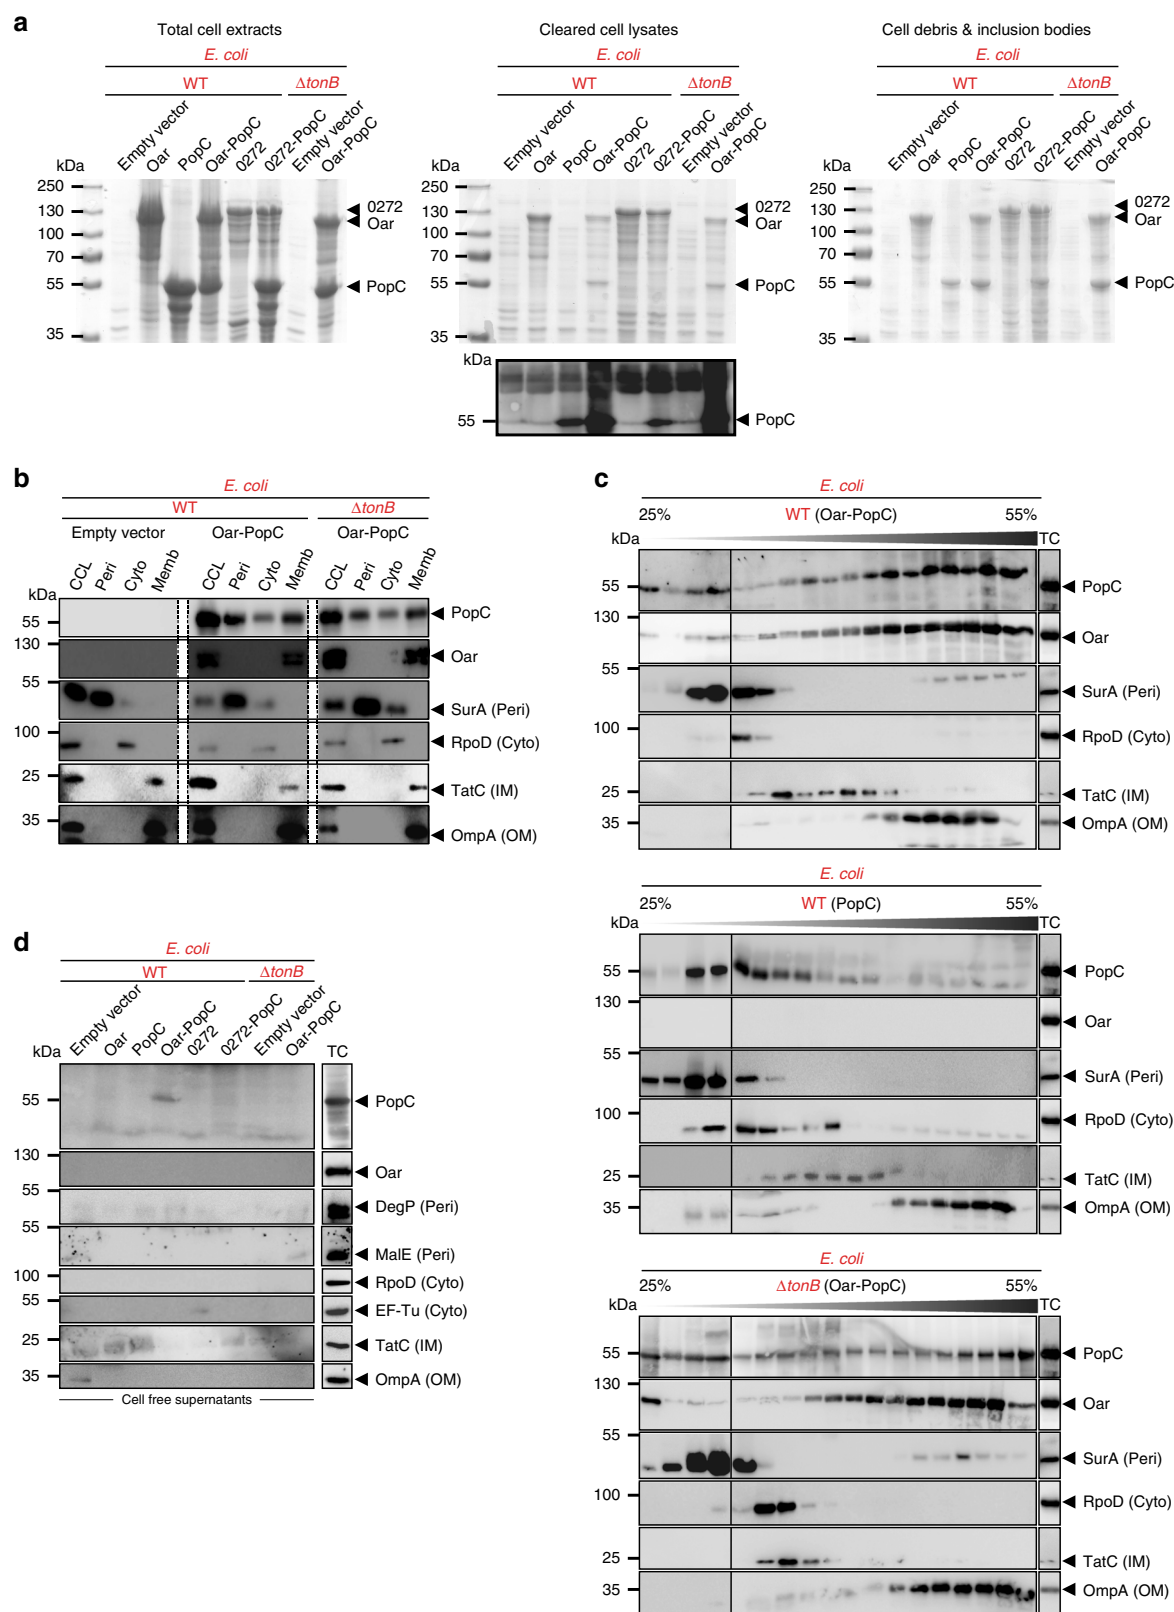 a
Total cell extracts
E. coli
WT
ΔtonB
Empty vector
Oar
PopC
Oar-PopC
0272
0272-PopC
Empty vector
Oar-PopC
kDa
250
130
100
70
55
35
0272
Oar
PopC
Cleared cell lysates
E. coli
WT
ΔtonB
Empty vector
Oar
PopC
Oar-PopC
0272
0272-PopC
Empty vector
Oar-PopC
kDa
250
130
100
70
55
35
0272
Oar
PopC
kDa
55
PopC
Cell debris & inclusion bodies
E. coli
WT
ΔtonB
Empty vector
Oar
PopC
Oar-PopC
0272
0272-PopC
Empty vector
Oar-PopC
kDa
250
130
100
70
55
35
0272
Oar
PopC
b
E. coli
WT
ΔtonB
Empty vector
Oar-PopC
Oar-PopC
CCL
Peri
Cyto
Memb
CCL
Peri
Cyto
Memb
CCL
Peri
Cyto
Memb
kDa
55 PopC
130 Oar
55 SurA (Peri)
100 RpoD (Cyto)
25 TatC (IM)
35 OmpA (OM)
c
E. coli
25% WT (Oar-PopC) 55%
kDa TC
55 PopC
130 Oar
55 SurA (Peri)
100 RpoD (Cyto)
25 TatC (IM)
35 OmpA (OM)
E. coli
25% WT (PopC) 55%
kDa TC
55 PopC
130 Oar
55 SurA (Peri)
100 RpoD (Cyto)
25 TatC (IM)
35 OmpA (OM)
E. coli
25% ΔtonB (Oar-PopC) 55%
kDa TC
55 PopC
130 Oar
55 SurA (Peri)
100 RpoD (Cyto)
25 TatC (IM)
35 OmpA (OM)
d
E. coli
WT
ΔtonB
Empty vector
Oar
PopC
Oar-PopC
0272
0272-PopC
Empty vector
Oar-PopC
kDa TC
55 PopC
130 Oar
55 DegP (Peri)
55 MalE (Peri)
100 RpoD (Cyto)
55 EF-Tu (Cyto)
25 TatC (IM)
35 OmpA (OM)
Cell free supernatants